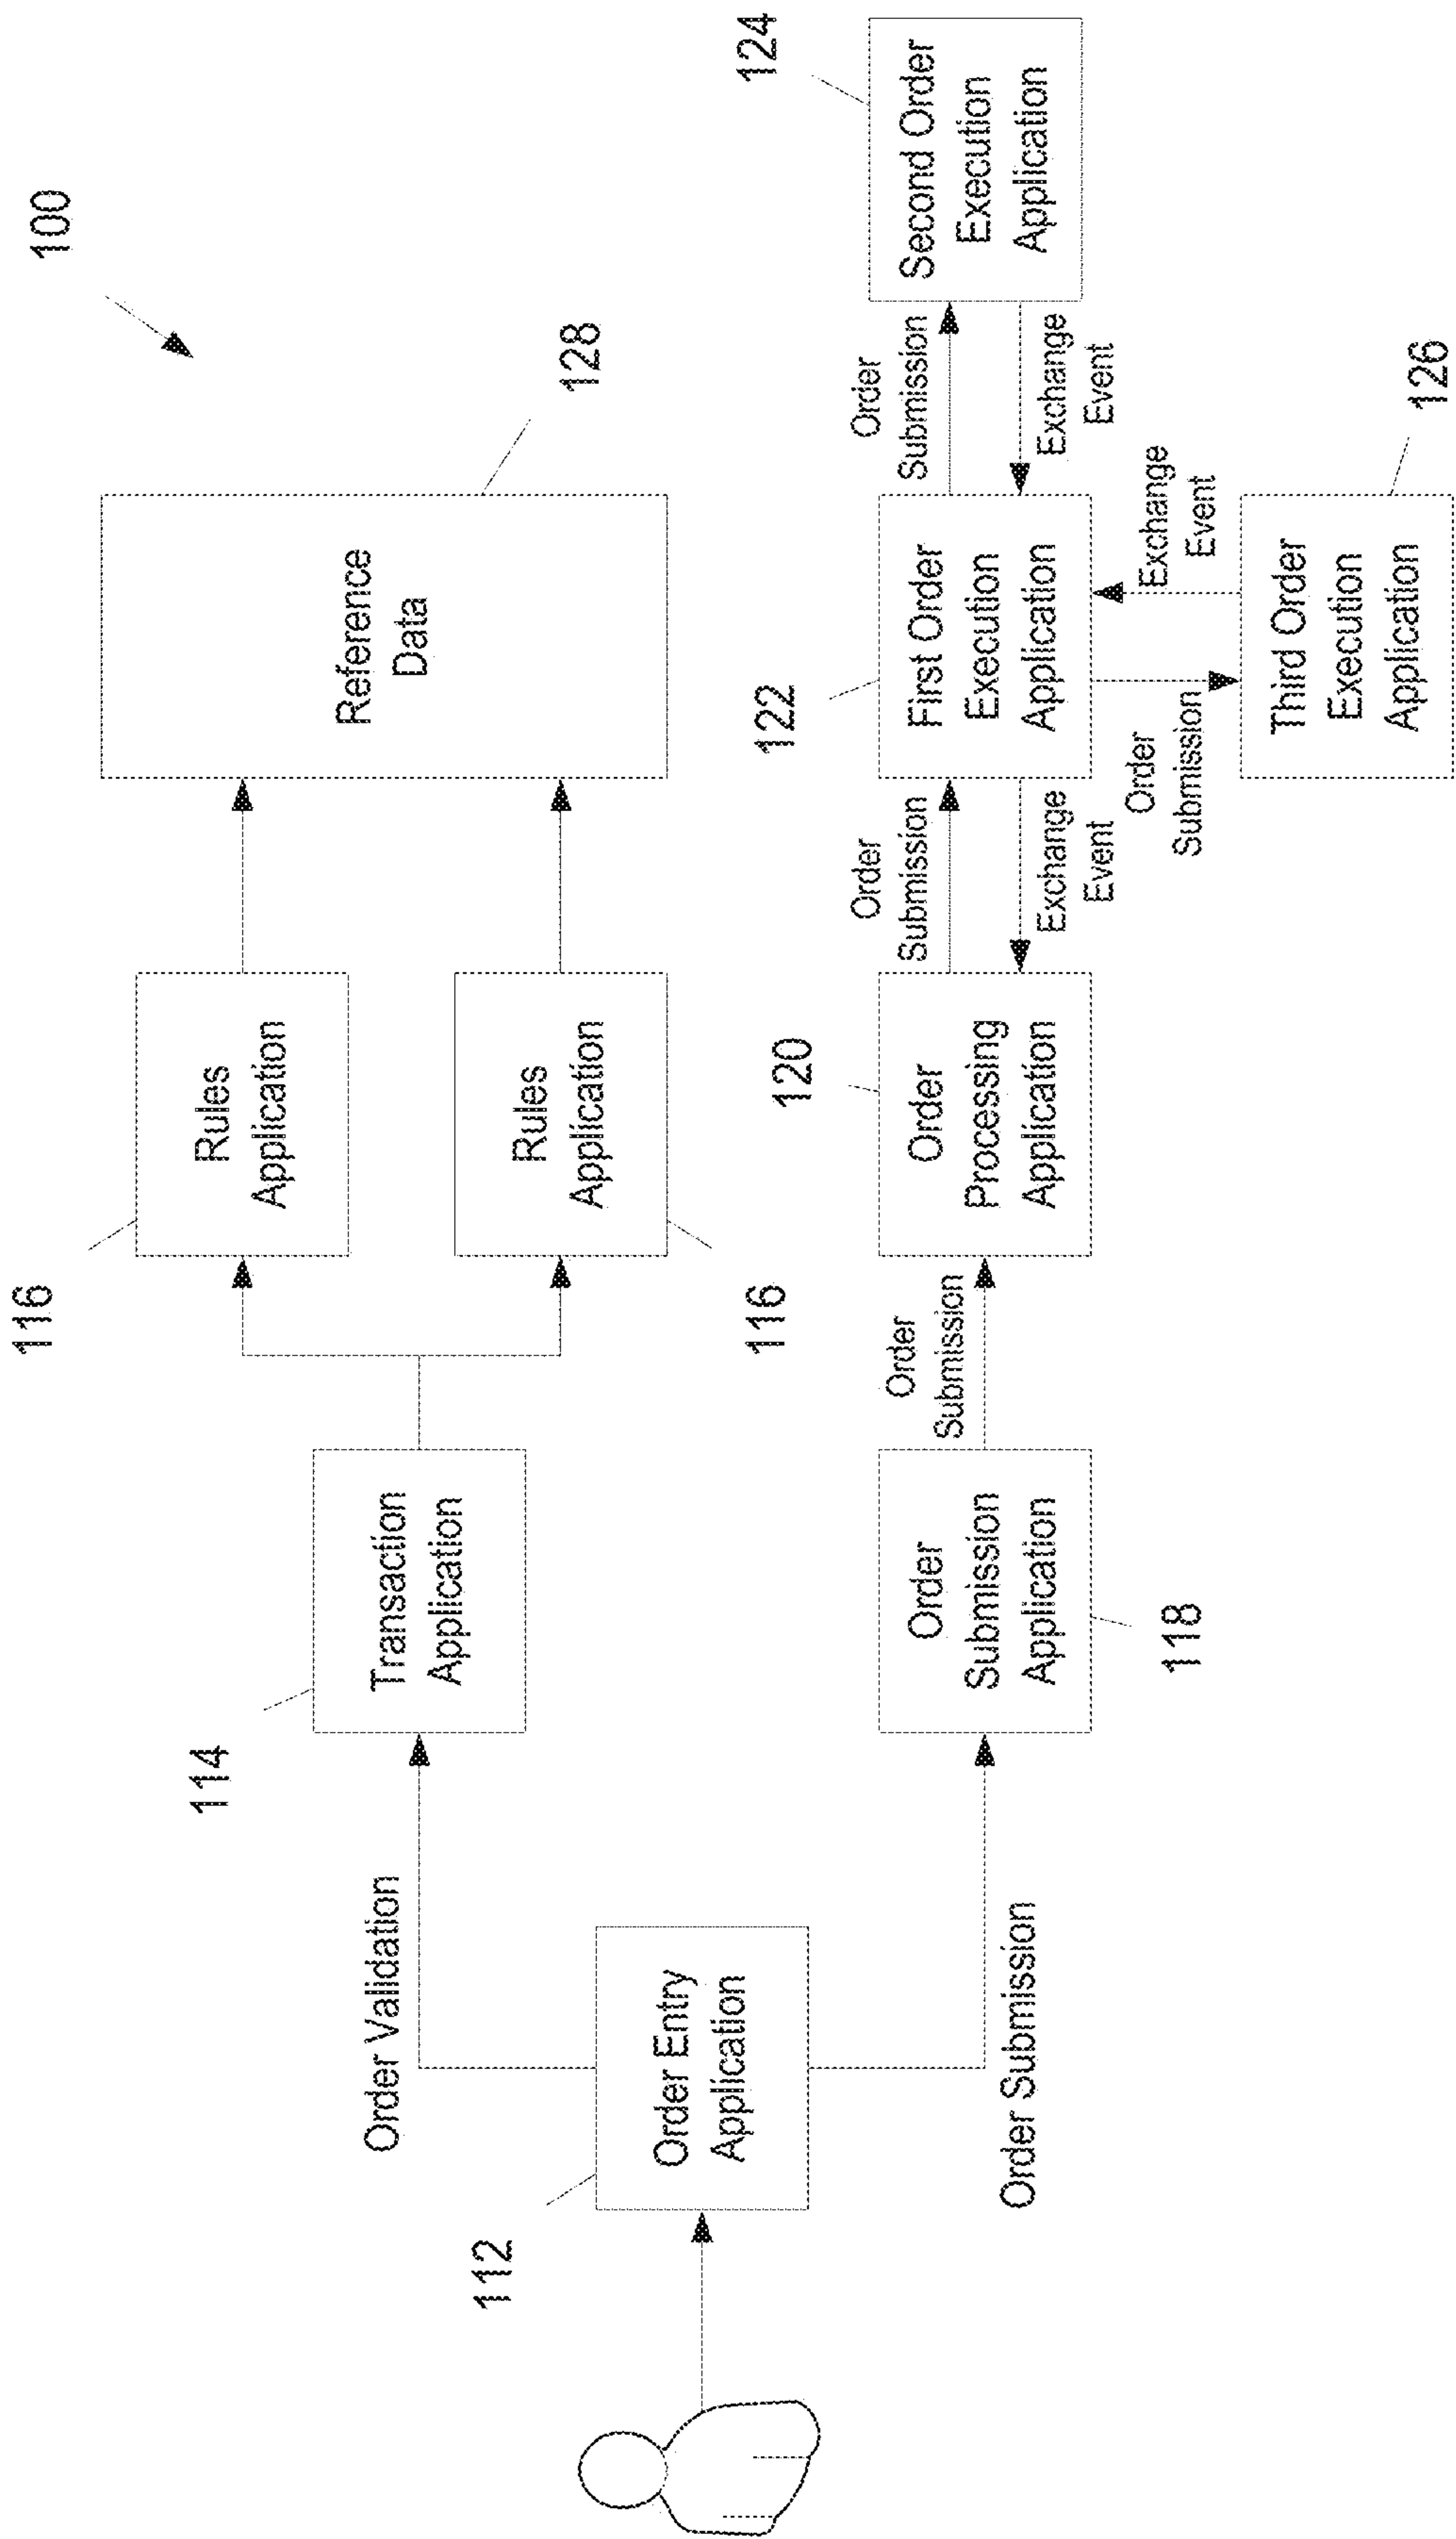 100
116
Rules
Application
Reference
Data
128
114
Transaction
Application
Order Validation
Rules
Application
116
112
Order Entry
Application
Order Submission
Order
Submission
Application
118
Order
Submission
120
Order
Processing
Application
Order
Submission
Exchange
Event
122
First Order
Execution
Application
Order
Submission
Exchange
Event
124
Second Order
Execution
Application
Order
Submission
Exchange
Event
Third Order
Execution
Application
126